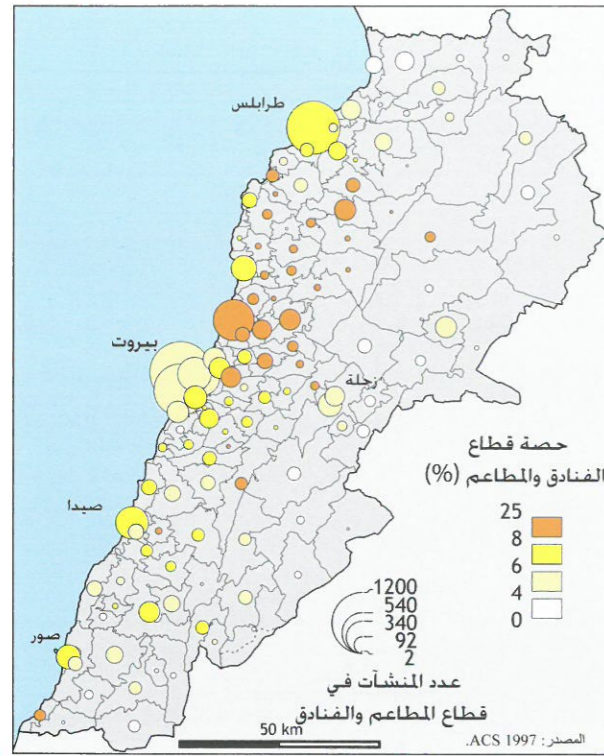 طرابلس
بيروت
زحلة
صيدا
صور
حصة قطاع
الفنادق والمطاعم (%)
25
8
6
4
0
1200
540
340
92
2
عدد المنشآت في
قطاع المطاعم والفنادق
50 km
المصدر: ACS 1997.